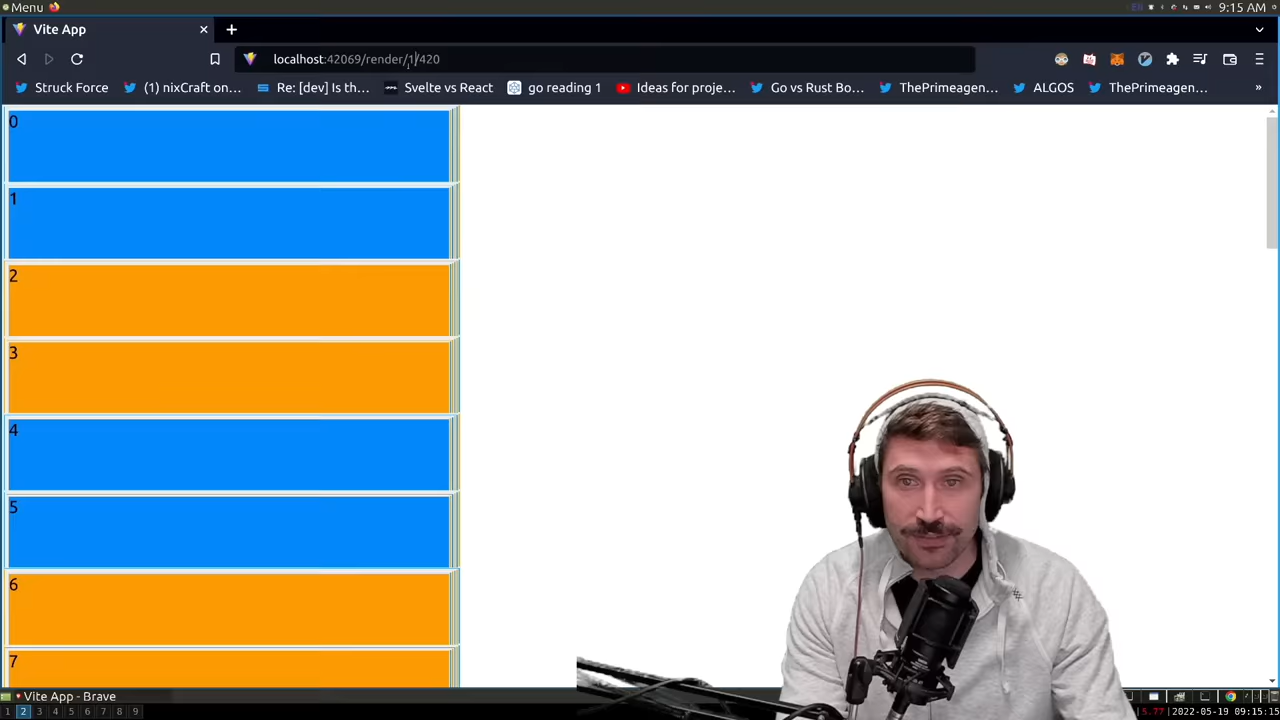 Menu
EN
9:15 AM
Vite App
localhost:42069/render/1/420
Struck Force
(1) nixCraft on...
Re: [dev] Is th...
Svelte vs React
go reading 1
Ideas for proje...
Go vs Rust Bo...
ThePrimeagen...
ALGOS
ThePrimeagen...
»
0
1
2
3
4
5
6
7
Vite App - Brave
1 2 3 4 5 6 7 8 9
5.77 2022-05-19 09:15:15